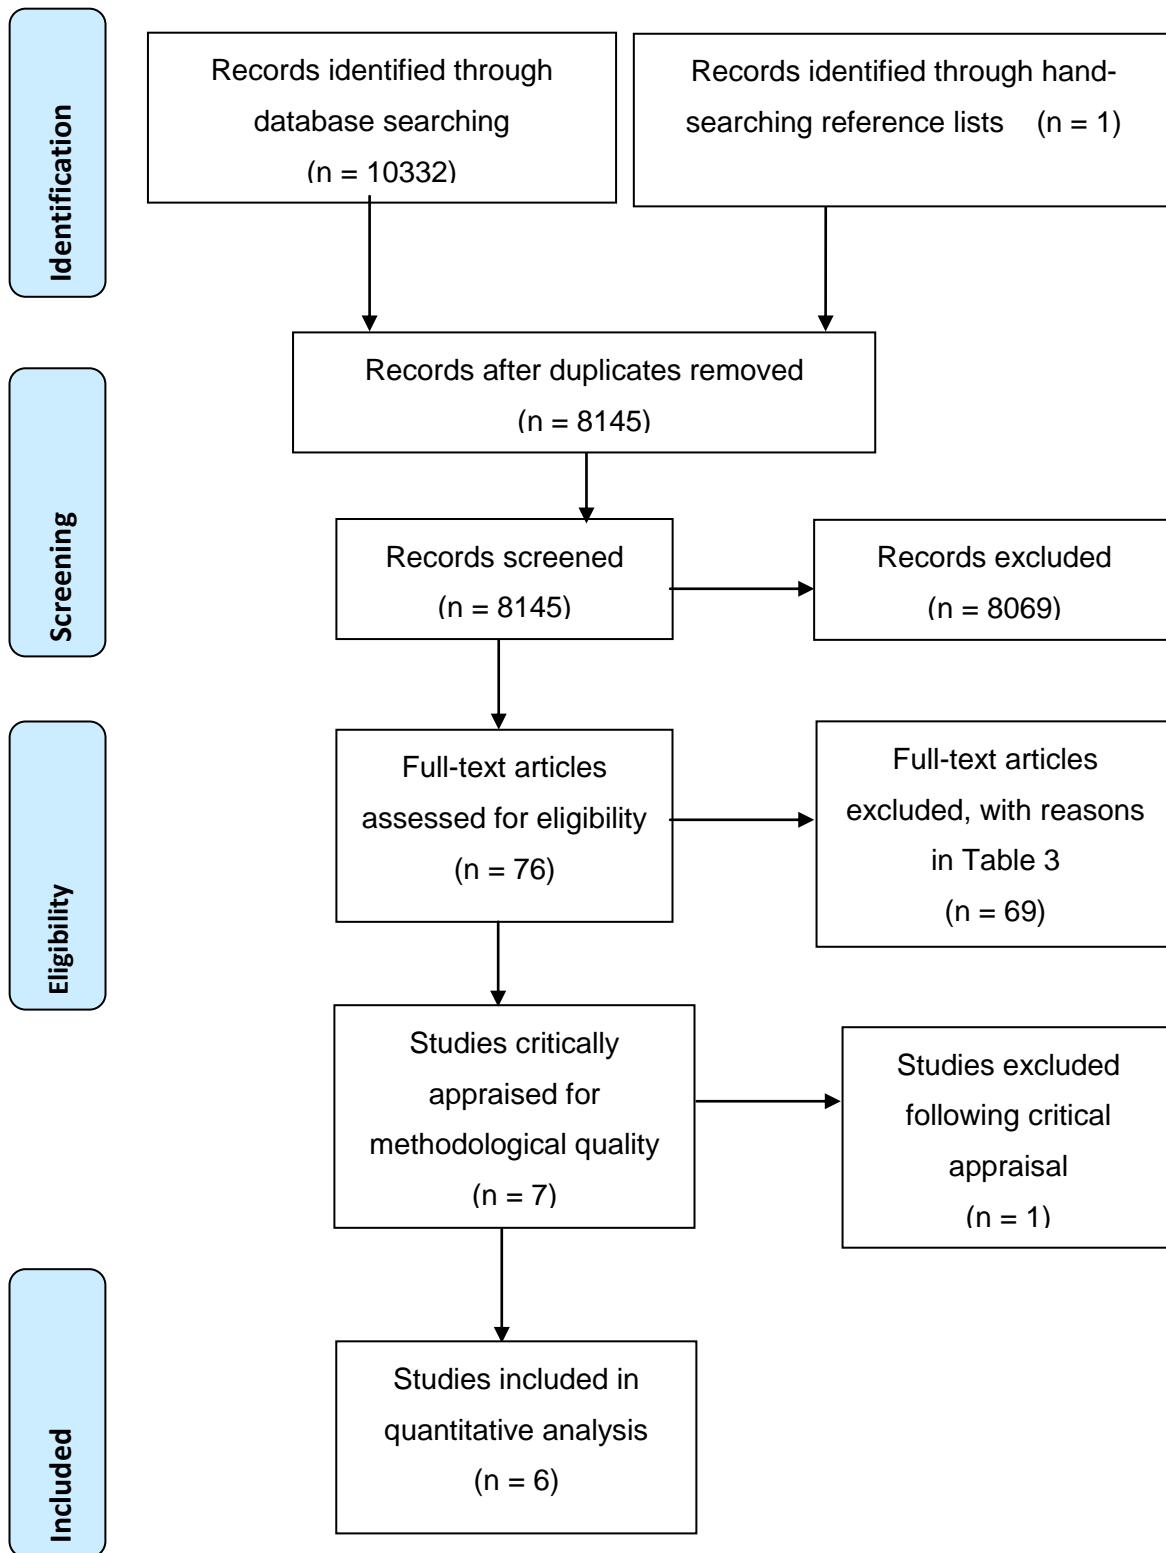 Identification
Records identified through
database searching
(n = 10332)
Records identified through hand-
searching reference lists (n = 1)
Records after duplicates removed
(n = 8145)
Screening
Records screened
(n = 8145)
Records excluded
(n = 8069)
Eligibility
Full-text articles
assessed for eligibility
(n = 76)
Full-text articles
excluded, with reasons
in Table 3
(n = 69)
Studies critically
appraised for
methodological quality
(n = 7)
Studies excluded
following critical
appraisal
(n = 1)
Included
Studies included in
quantitative analysis
(n = 6)